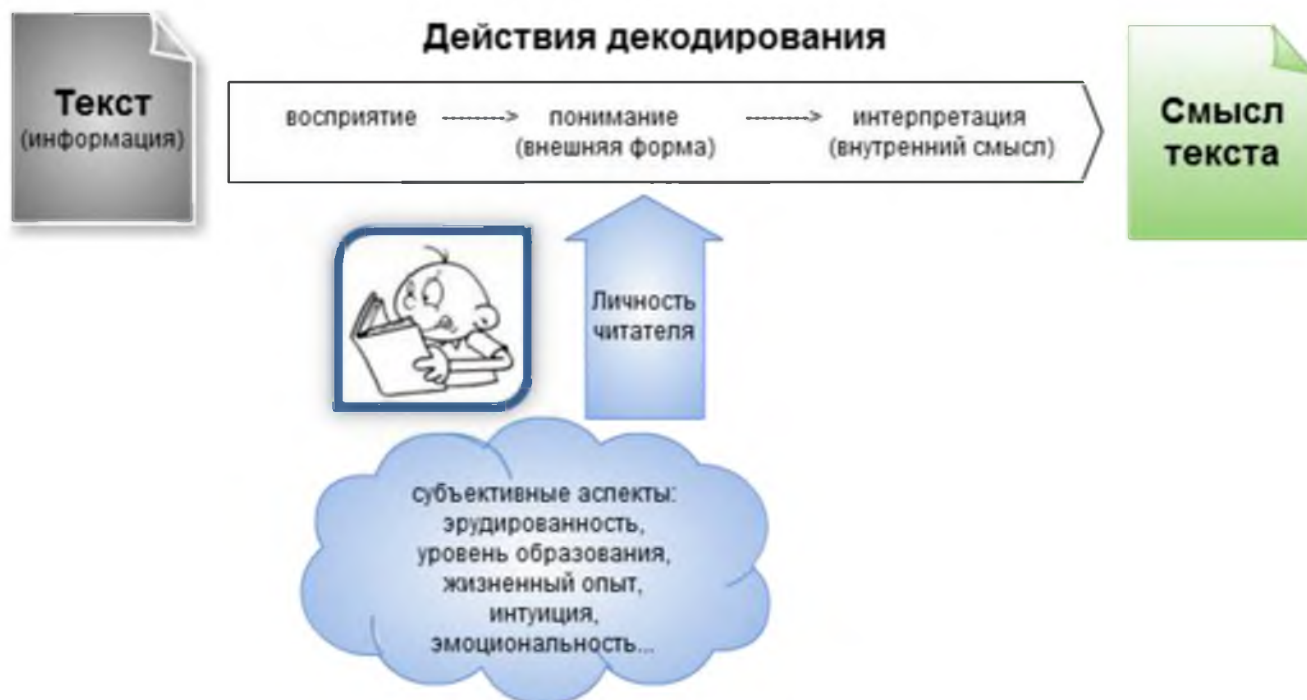 Действия декодирования
Текст
(информация)
восприятие --------> понимание --------> интерпретация
(внешняя форма) (внутренний смысл)
Смысл
текста
Личность
читателя
субъективные аспекты:
эрудированность,
уровень образования,
жизненный опыт,
интуиция,
эмоциональность...